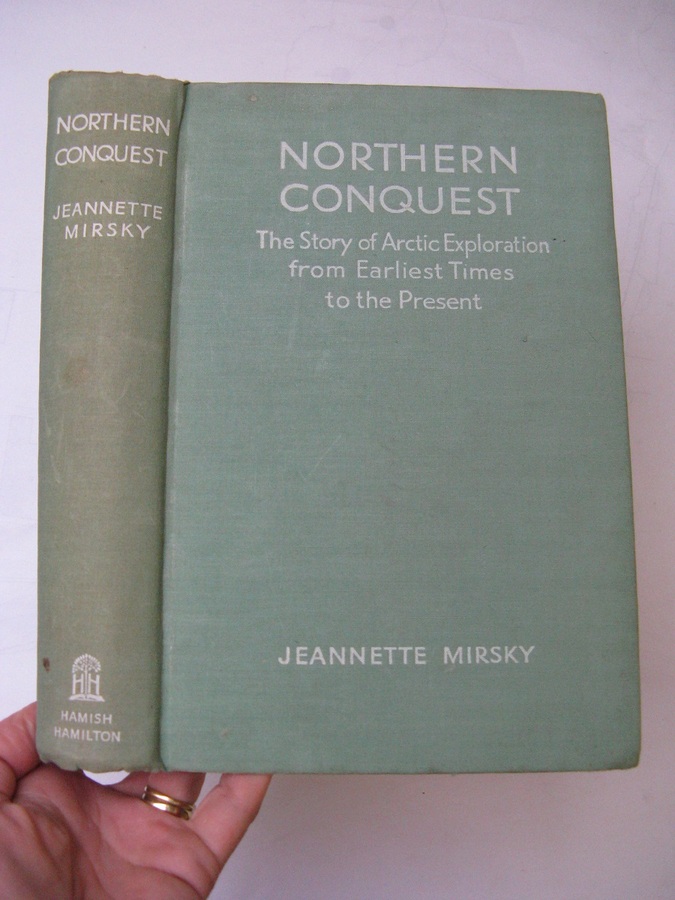 NORTHERN
CONQUEST
JEANNETTE
MIRSKY
HH
HAMISH
HAMILTON
NORTHERN
CONQUEST
The Story of Arctic Exploration
from Earliest Times
to the Present
JEANNETTE MIRSKY